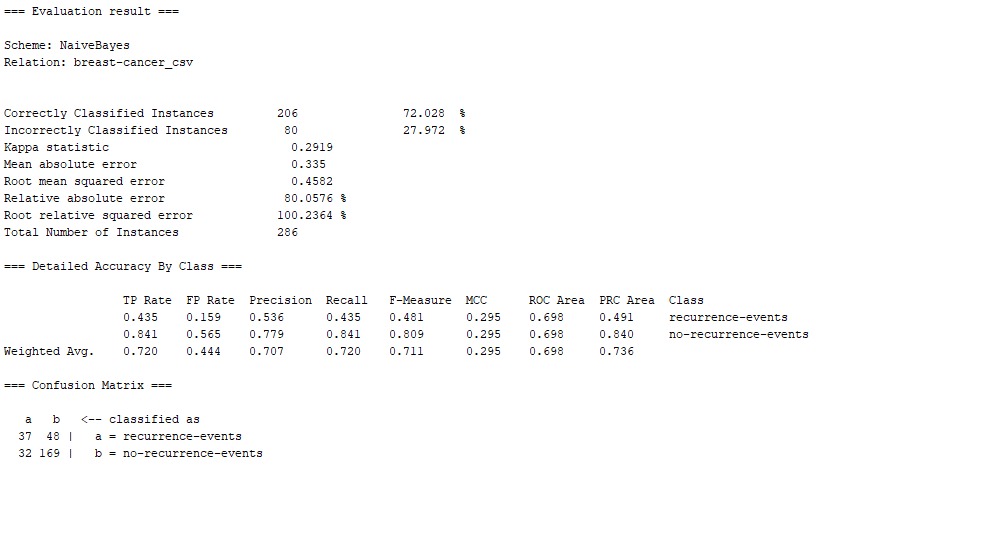 === Evaluation result ===
Scheme: NaiveBayes
Relation: breast-cancer_csv
Correctly Classified Instances 206 72.028 %
Incorrectly Classified Instances 80 27.972 %
Kappa statistic 0.2919
Mean absolute error 0.335
Root mean squared error 0.4582
Relative absolute error 80.0576 %
Root relative squared error 100.2364 %
Total Number of Instances 286
=== Detailed Accuracy By Class ===
TP Rate FP Rate Precision Recall F-Measure MCC ROC Area PRC Area Class
0.435 0.159 0.536 0.435 0.481 0.295 0.698 0.491 recurrence-events
0.841 0.565 0.779 0.841 0.809 0.295 0.698 0.840 no-recurrence-events
Weighted Avg. 0.720 0.444 0.707 0.720 0.711 0.295 0.698 0.736
=== Confusion Matrix ===
a b <-- classified as
37 48 | a = recurrence-events
32 169 | b = no-recurrence-events